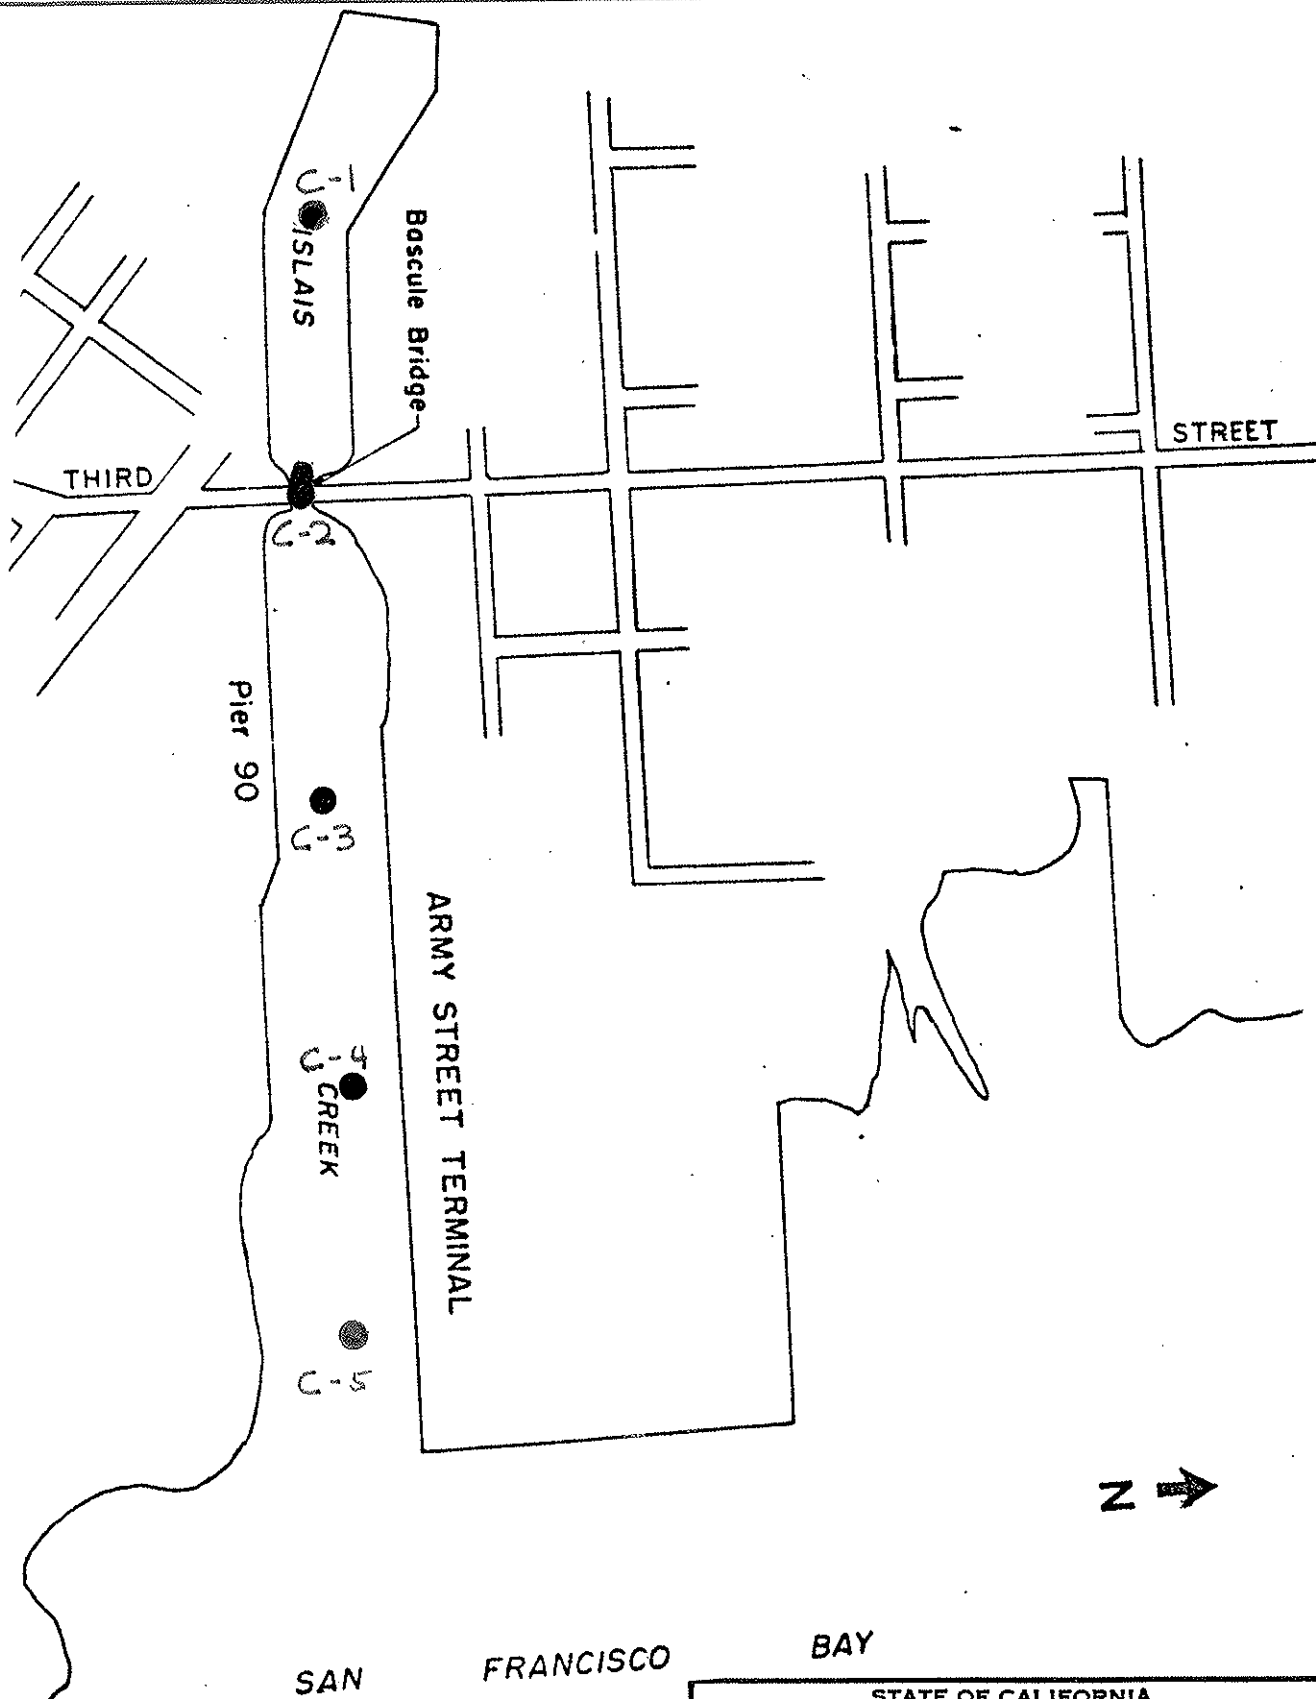 C-1
ISLAIS
Bascule Bridge
STREET
THIRD
C-2
Pier 90
C-3
ARMY STREET TERMINAL
C-4
CREEK
C-5
N
SAN FRANCISCO BAY
STATE OF CALIFORNIA